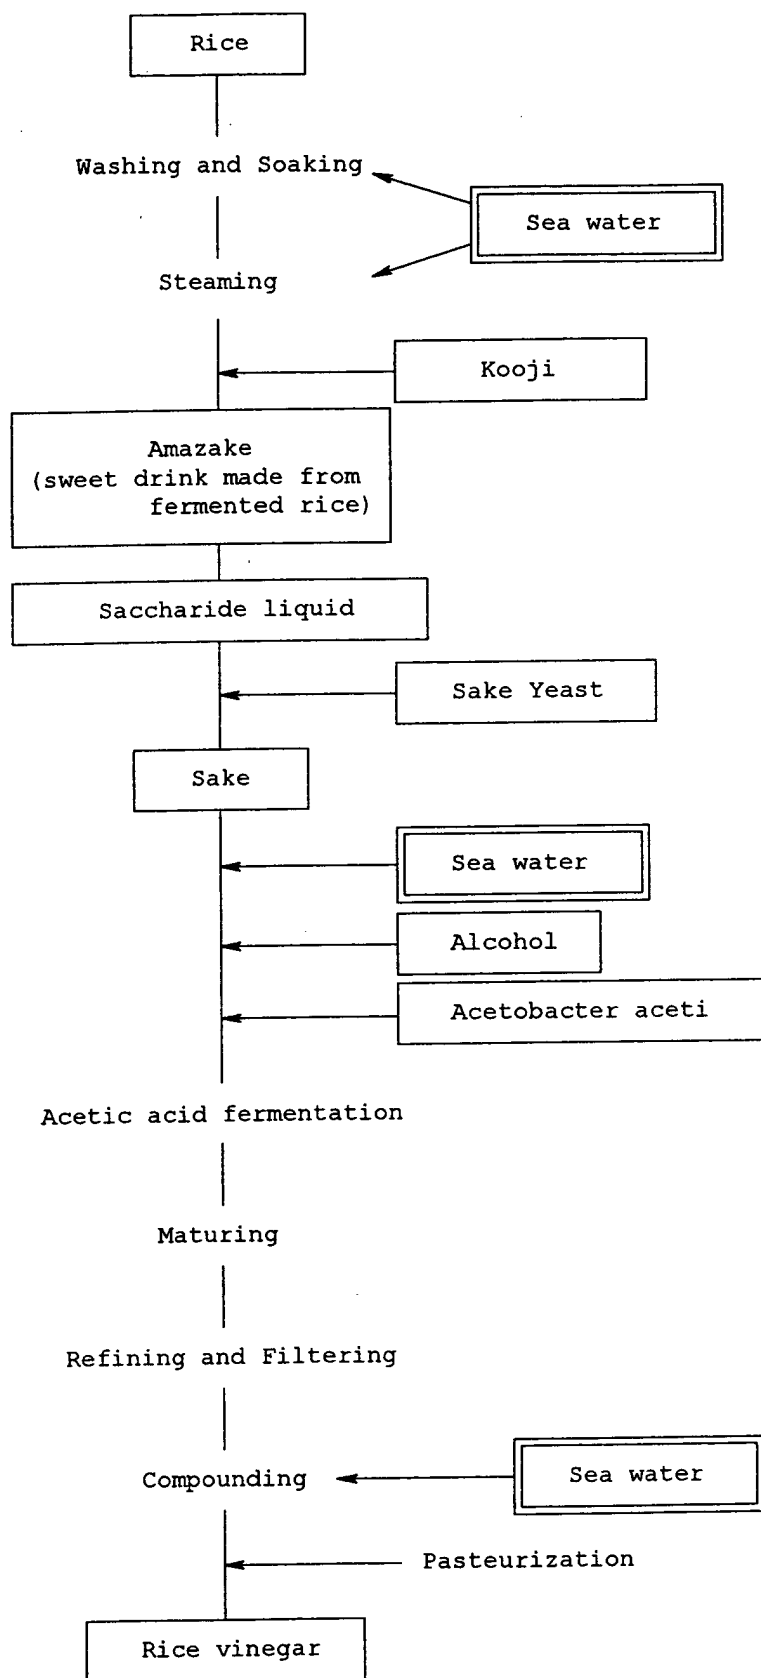 Rice
Washing and Soaking
Sea water
Steaming
Kooji
Amazake
(sweet drink made from
fermented rice)
Saccharide liquid
Sake Yeast
Sake
Sea water
Alcohol
Acetobacter aceti
Acetic acid fermentation
Maturing
Refining and Filtering
Compounding
Sea water
Pasteurization
Rice vinegar